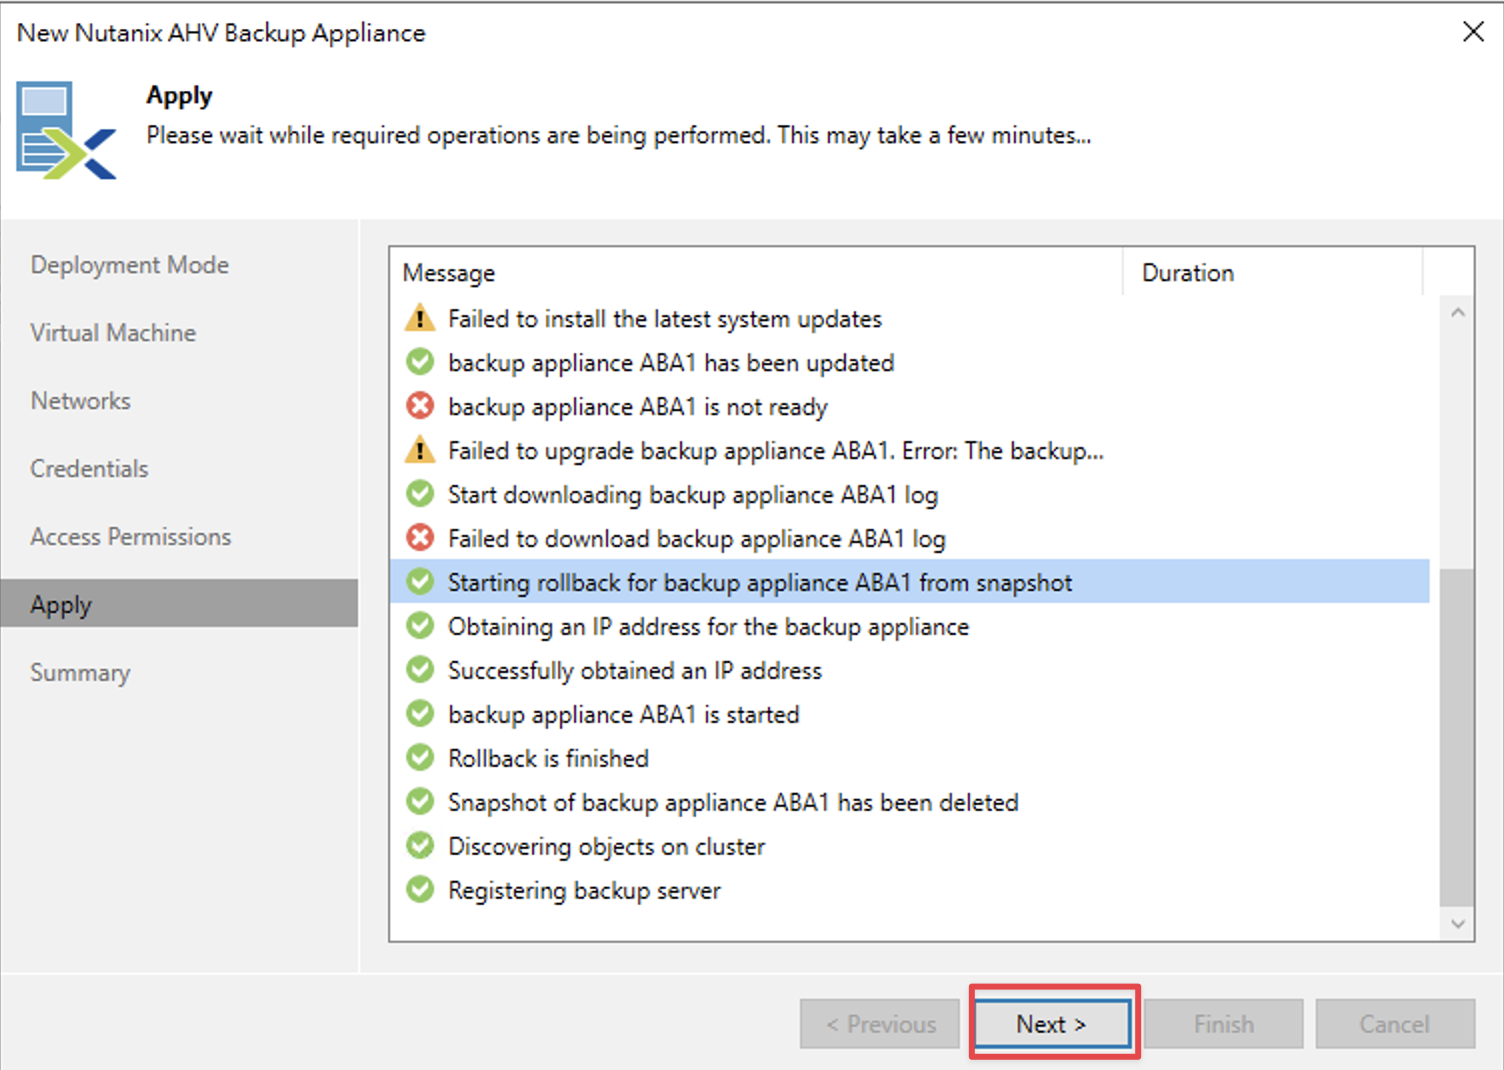 New Nutanix AHV Backup Appliance
Apply
Please wait while required operations are being performed. This may take a few minutes...
Deployment Mode
Virtual Machine
Networks
Credentials
Access Permissions
Apply
Summary
Message Duration
Failed to install the latest system updates
backup appliance ABA1 has been updated
backup appliance ABA1 is not ready
Failed to upgrade backup appliance ABA1. Error: The backup...
Start downloading backup appliance ABA1 log
Failed to download backup appliance ABA1 log
Starting rollback for backup appliance ABA1 from snapshot
Obtaining an IP address for the backup appliance
Successfully obtained an IP address
backup appliance ABA1 is started
Rollback is finished
Snapshot of backup appliance ABA1 has been deleted
Discovering objects on cluster
Registering backup server
< Previous Next > Finish Cancel